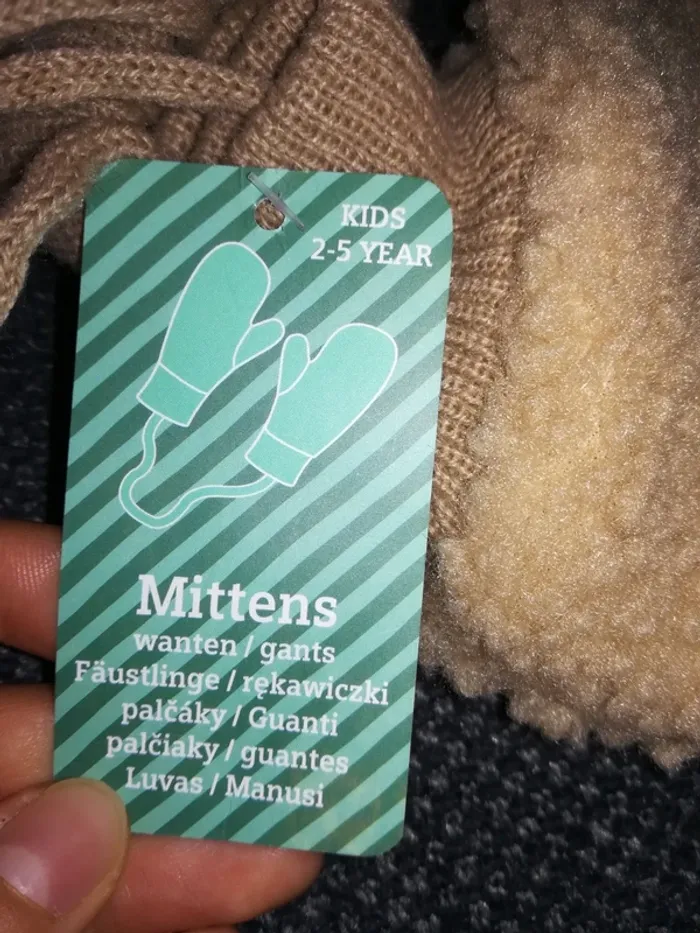 KIDS
2-5 YEAR
Mittens
wanten / gants
Fäustlinge / rękawiczki
palčáky / Guanti
palčiaky / guantes
Luvas / Manusi